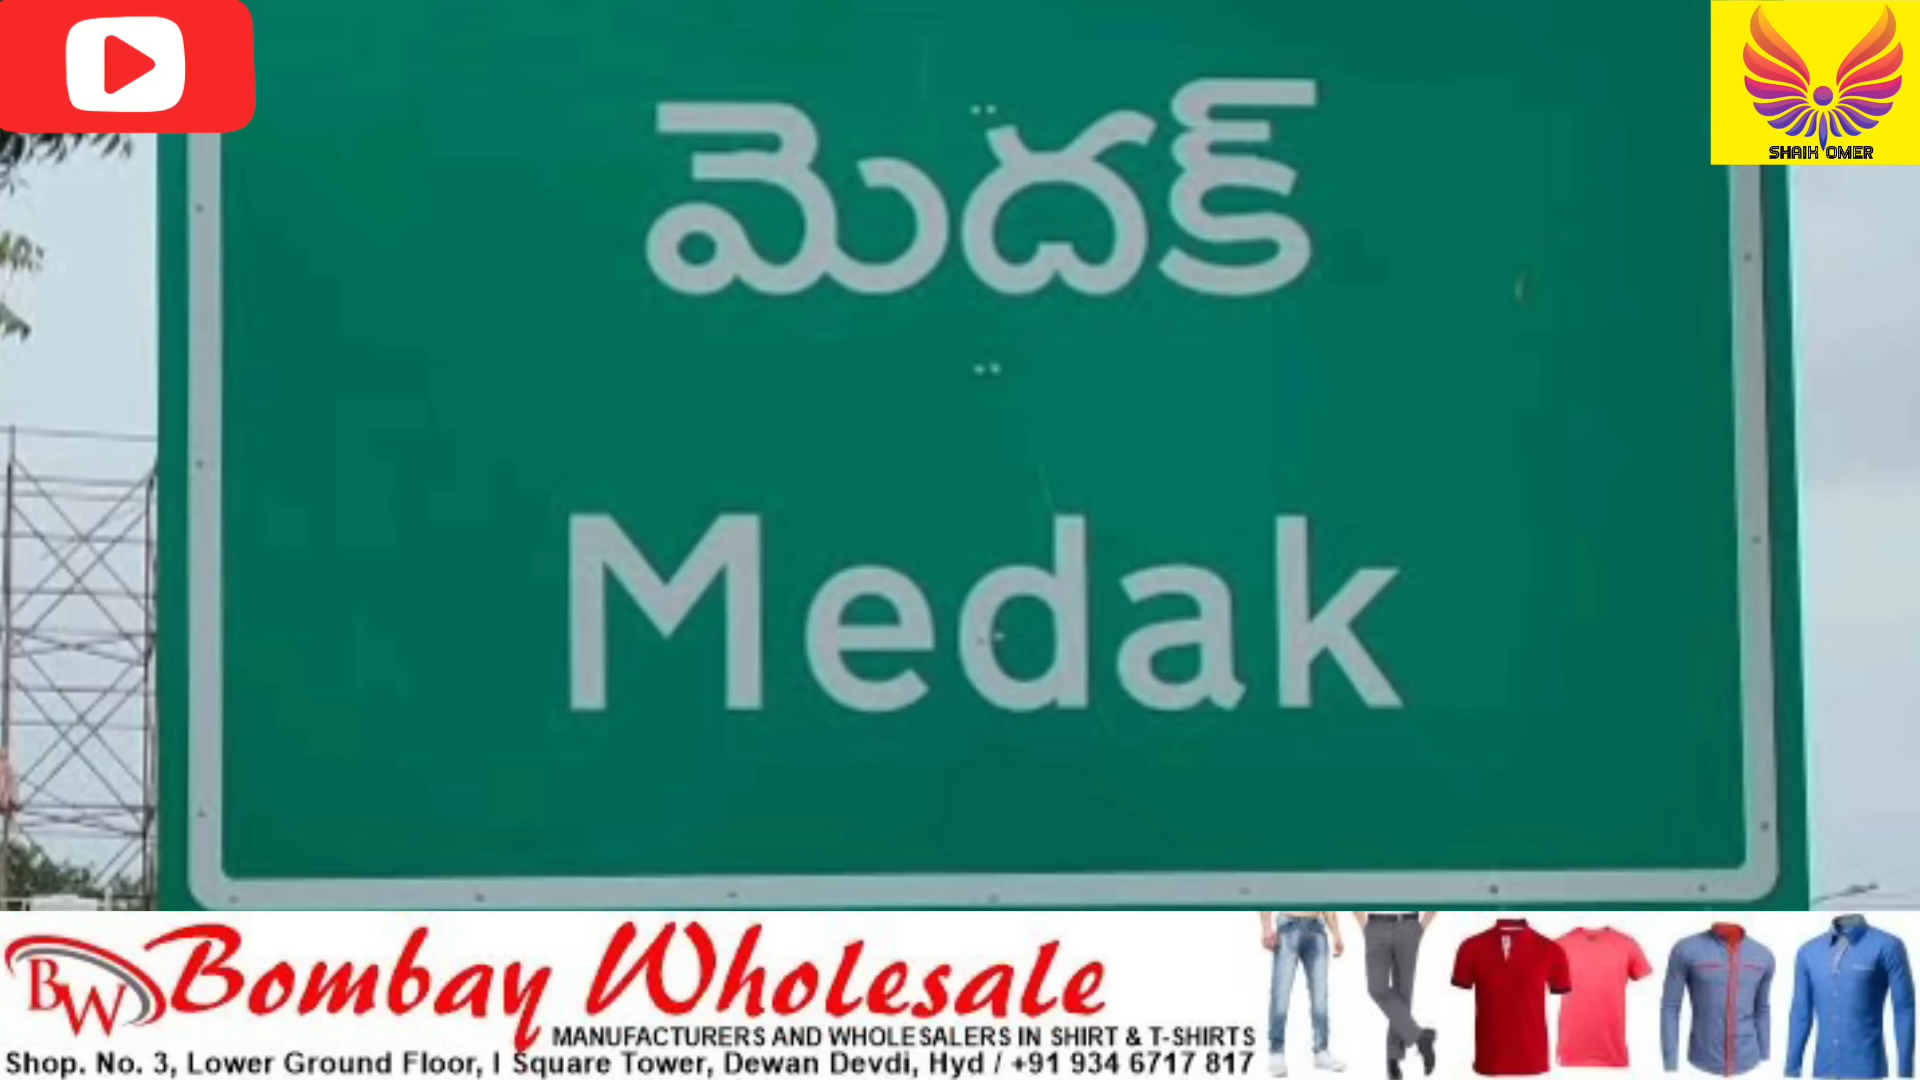 SHAIK OMER
మెదక్
Medak
BW Bombay Wholesale
MANUFACTURERS AND WHOLESALERS IN SHIRT & T-SHIRTS
Shop. No. 3, Lower Ground Floor, I Square Tower, Dewan Devdi, Hyd / +91 934 6717 817